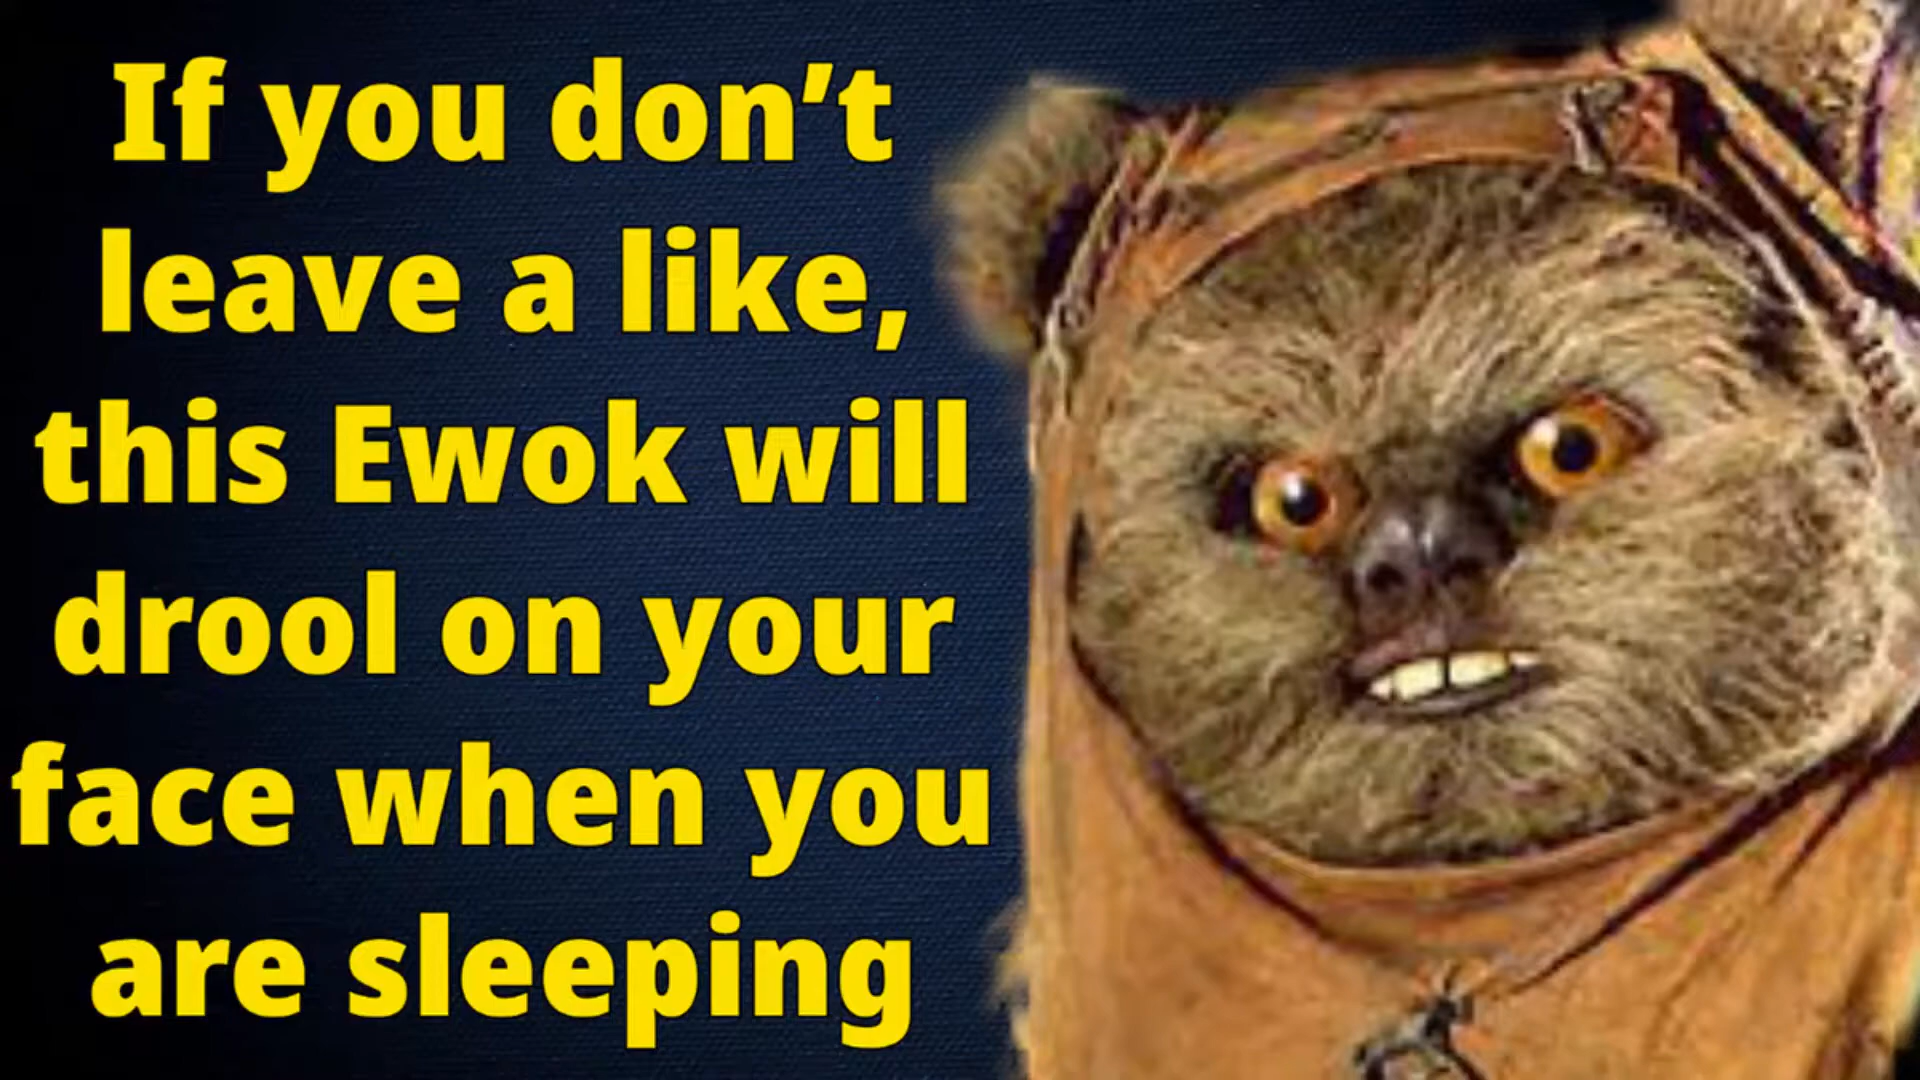 If you don’t
leave a like,
this Ewok will
drool on your
face when you
are sleeping